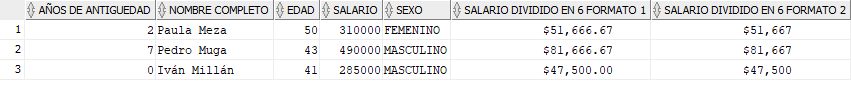 AÑOS DE ANTIGUEDAD NOMBRE COMPLETO EDAD SALARIO SEXO SALARIO DIVIDIDO EN 6 FORMATO 1 SALARIO DIVIDIDO EN 6 FORMATO 2
1 2 Paula Meza 50 310000 FEMENINO $51,666.67 $51,667
2 7 Pedro Muga 43 490000 MASCULINO $81,666.67 $81,667
3 0 Iván Millán 41 285000 MASCULINO $47,500.00 $47,500